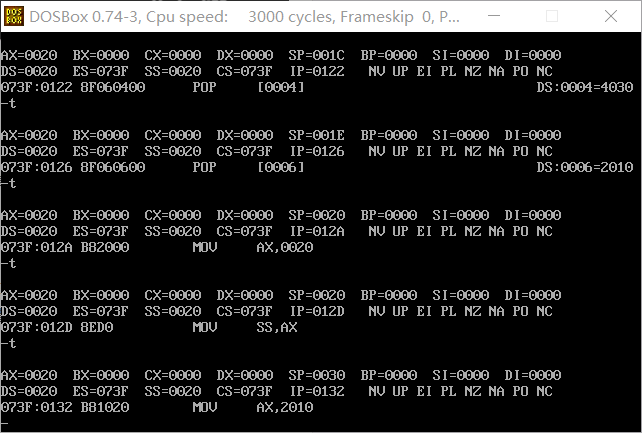 DOS
BOX
DOSBox 0.74-3, Cpu speed:    3000 cycles, Frameskip  0, P...
AX=0020  BX=0000  CX=0000  DX=0000  SP=001C  BP=0000  SI=0000  DI=0000
DS=0020  ES=073F  SS=0020  CS=073F  IP=0122   NV UP EI PL NZ NA PO NC
073F:0122 8F060400      POP     [0004]                             DS:0004=4030
-t
AX=0020  BX=0000  CX=0000  DX=0000  SP=001E  BP=0000  SI=0000  DI=0000
DS=0020  ES=073F  SS=0020  CS=073F  IP=0126   NV UP EI PL NZ NA PO NC
073F:0126 8F060600      POP     [0006]                             DS:0006=2010
-t
AX=0020  BX=0000  CX=0000  DX=0000  SP=0020  BP=0000  SI=0000  DI=0000
DS=0020  ES=073F  SS=0020  CS=073F  IP=012A   NV UP EI PL NZ NA PO NC
073F:012A B82000        MOV     AX,0020
-t
AX=0020  BX=0000  CX=0000  DX=0000  SP=0020  BP=0000  SI=0000  DI=0000
DS=0020  ES=073F  SS=0020  CS=073F  IP=012D   NV UP EI PL NZ NA PO NC
073F:012D 8ED0          MOV     SS,AX
-t
AX=0020  BX=0000  CX=0000  DX=0000  SP=0030  BP=0000  SI=0000  DI=0000
DS=0020  ES=073F  SS=0020  CS=073F  IP=0132   NV UP EI PL NZ NA PO NC
073F:0132 B81020        MOV     AX,2010
-